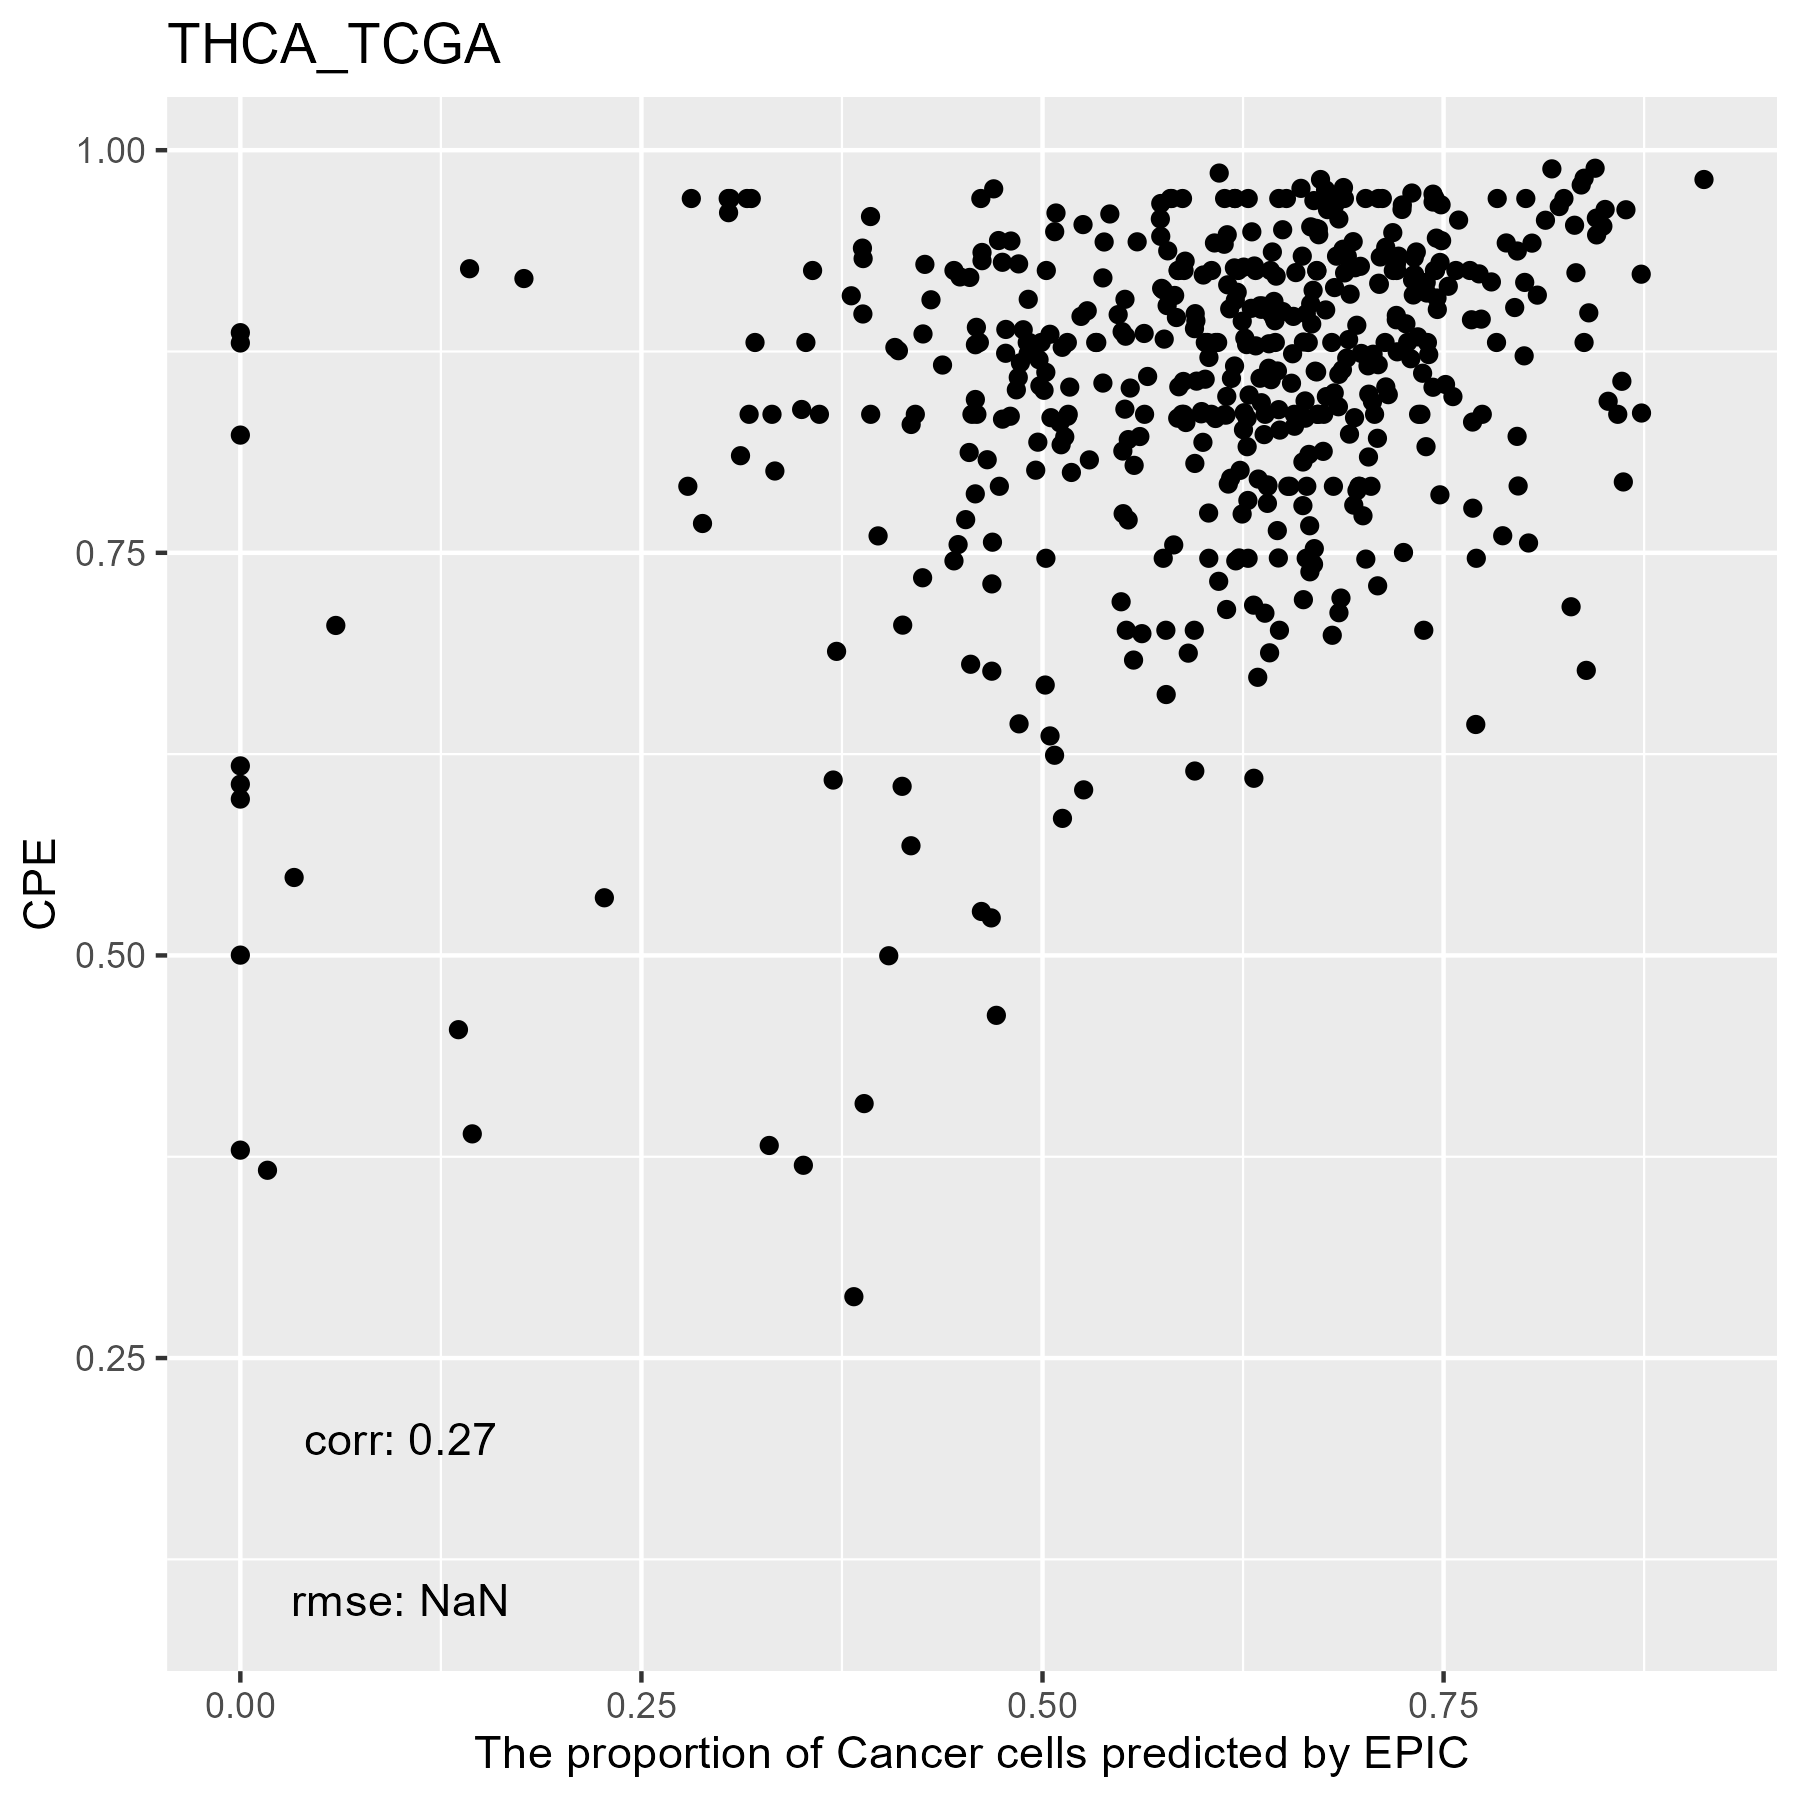 THCA_TCGA
1.00
0.75
0.50
0.25
CPE
corr: 0.27
rmse: NaN
0.00 0.25 0.50 0.75
The proportion of Cancer cells predicted by EPIC